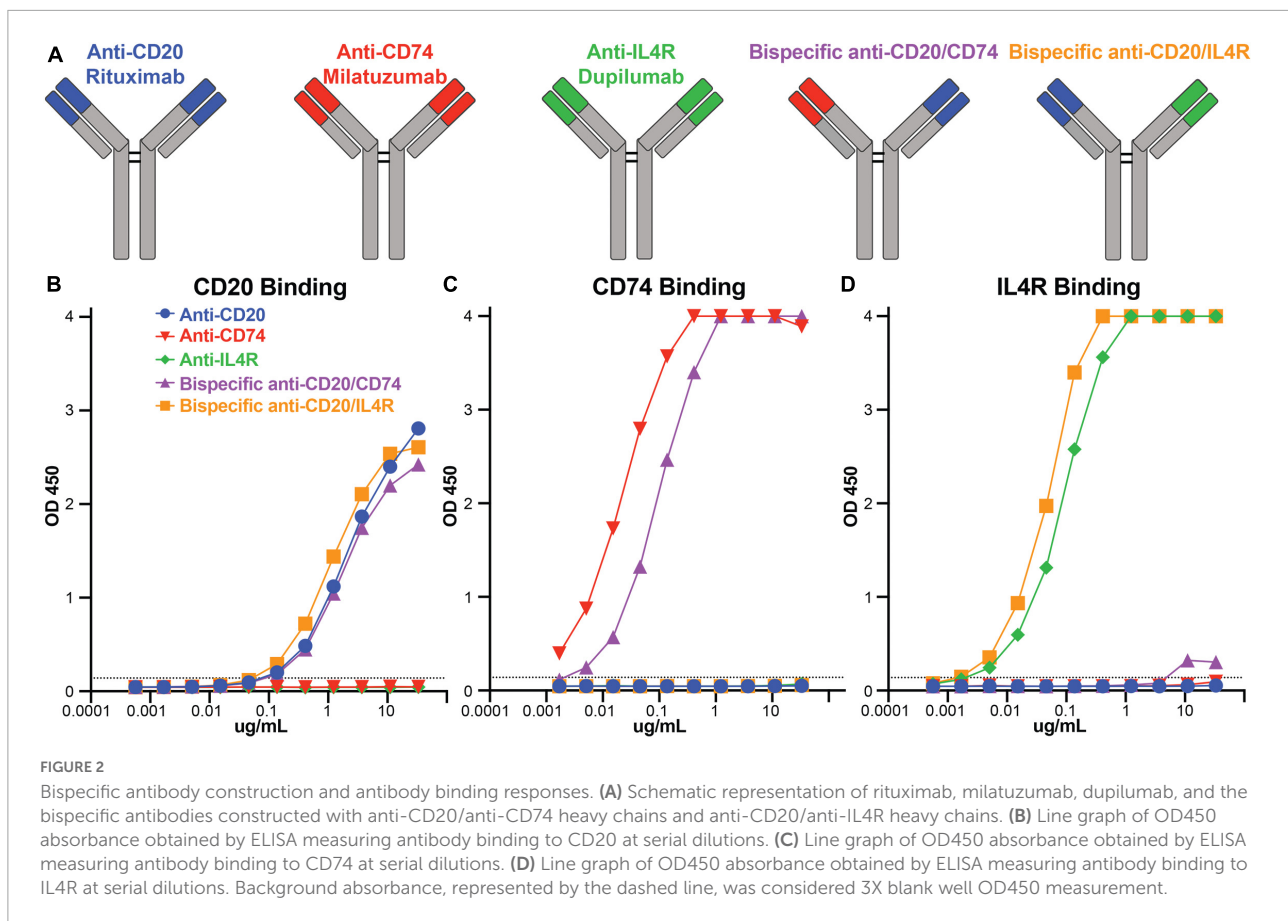 A
Anti-CD20
Rituximab
Anti-CD74
Milatuzumab
Anti-IL4R
Dupilumab
Bispecific anti-CD20/CD74
Bispecific anti-CD20/IL4R
B
CD20 Binding
Anti-CD20
Anti-CD74
Anti-IL4R
Bispecific anti-CD20/CD74
Bispecific anti-CD20/IL4R
4
3
2
1
0
OD 450
0.0001
0.001
0.01
0.1
1
10
ug/mL
C
CD74 Binding
4
3
2
1
0
OD 450
0.001
0.01
0.1
1
10
ug/mL
D
IL4R Binding
4
3
2
1
0
OD 450
0.0001
0.001
0.01
0.1
1
10
ug/mL
FIGURE 2
Bispecific antibody construction and antibody binding responses. (A) Schematic representation of rituximab, milatuzumab, dupilumab, and the
bispecific antibodies constructed with anti-CD20/anti-CD74 heavy chains and anti-CD20/anti-IL4R heavy chains. (B) Line graph of OD450
absorbance obtained by ELISA measuring antibody binding to CD20 at serial dilutions. (C) Line graph of OD450 absorbance obtained by ELISA
measuring antibody binding to CD74 at serial dilutions. (D) Line graph of OD450 absorbance obtained by ELISA measuring antibody binding to
IL4R at serial dilutions. Background absorbance, represented by the dashed line, was considered 3X blank well OD450 measurement.